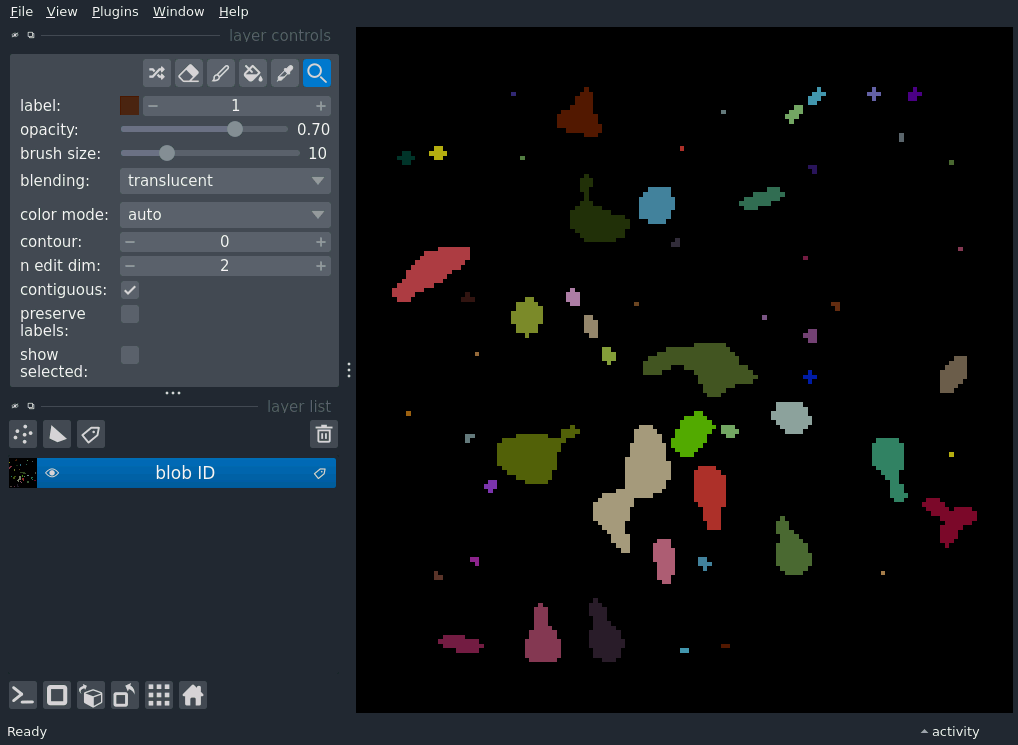 File View Plugins Window Help
layer controls
label: 1
opacity: 0.70
brush size: 10
blending: translucent
color mode: auto
contour: 0
n edit dim: 2
contiguous:
preserve
labels:
show
selected:
layer list
blob ID
Ready
activity